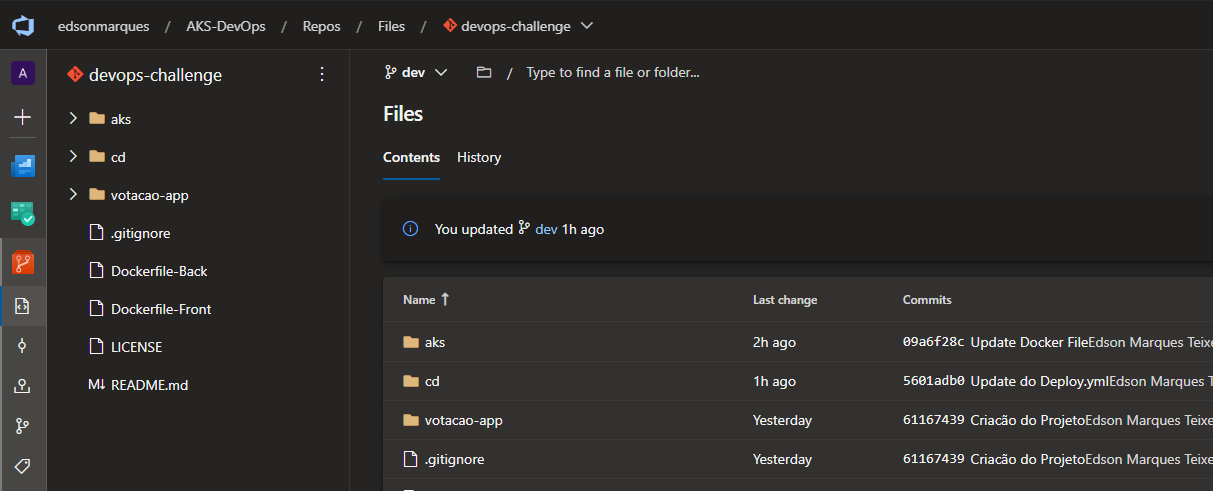 edsonmarques / AKS-DevOps / Repos / Files / devops-challenge
A
devops-challenge
aks
cd
votacao-app
.gitignore
Dockerfile-Back
Dockerfile-Front
LICENSE
M↓ README.md
dev / Type to find a file or folder...
Files
Contents History
You updated dev 1h ago
Name ↑ Last change Commits
aks 2h ago 09a6f28c Update Docker FileEdson Marques Teixe
cd 1h ago 5601adb0 Update do Deploy.ymlEdson Marques T
votacao-app Yesterday 61167439 Criacão do ProjetoEdson Marques Teixe
.gitignore Yesterday 61167439 Criacão do ProjetoEdson Marques Teixe